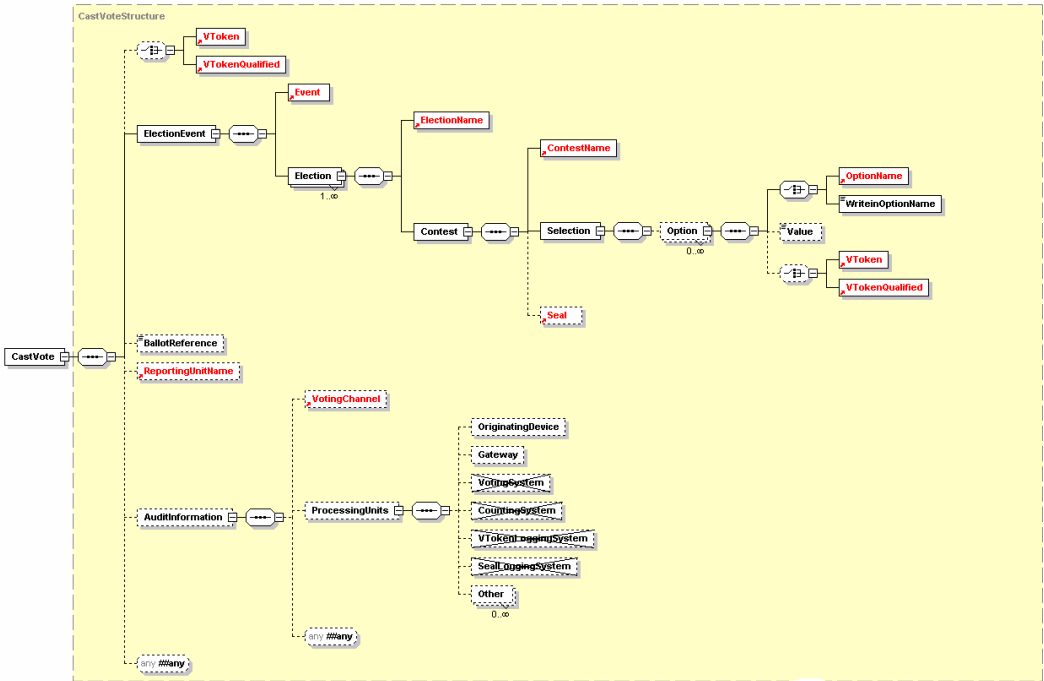 CastVoteStructure
VToken
VTokenQualified
Event
ElectionName
ElectionEvent
ContestName
Election
1..∞
OptionName
WriteinOptionName
Contest
Selection
Option
0..∞
Value
VToken
VTokenQualified
Seal
BallotReference
CastVote
ReportingUnitName
VotingChannel
OriginatingDevice
Gateway
VotingSystem
ProcessingUnits
CountingSystem
AuditInformation
VTokenLoggingSystem
SealLoggingSystem
Other
0..∞
any ##any
any ##any